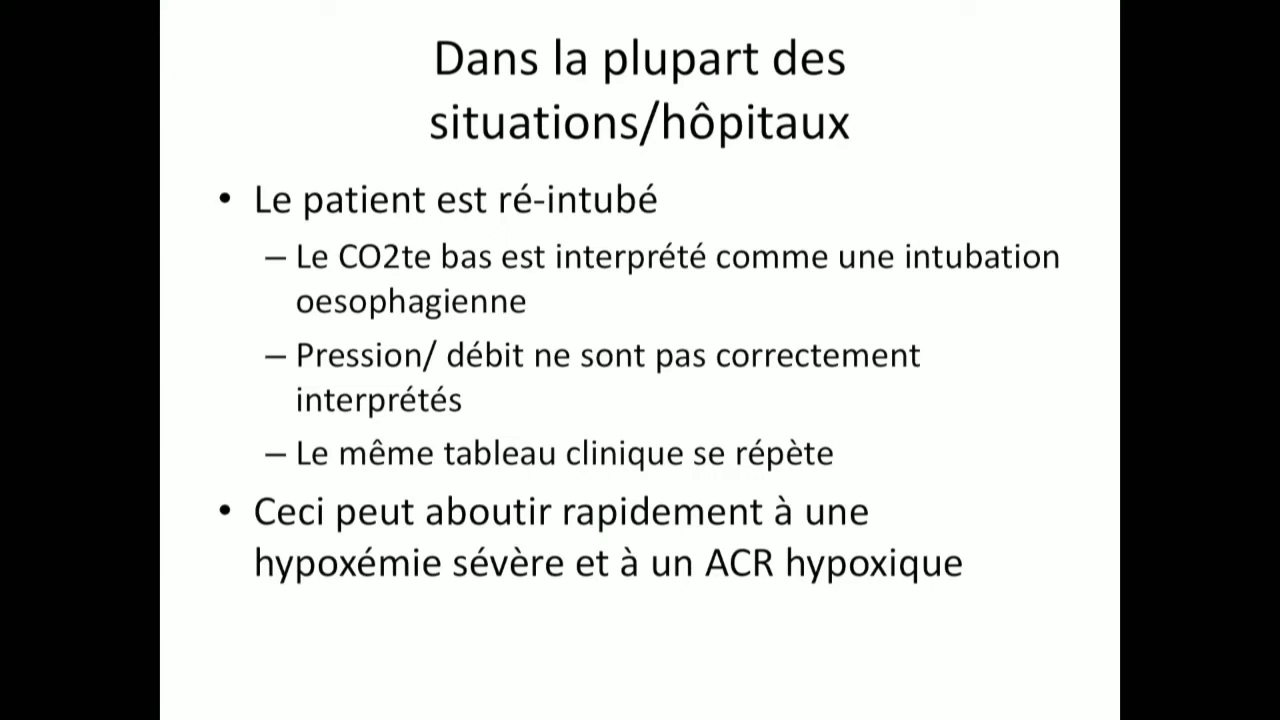 Dans la plupart des
situations/hôpitaux
• Le patient est ré-intubé
– Le CO2te bas est interprété comme une intubation
oesophagienne
– Pression/ débit ne sont pas correctement
interprétés
– Le même tableau clinique se répète
• Ceci peut aboutir rapidement à une
hypoxémie sévère et à un ACR hypoxique